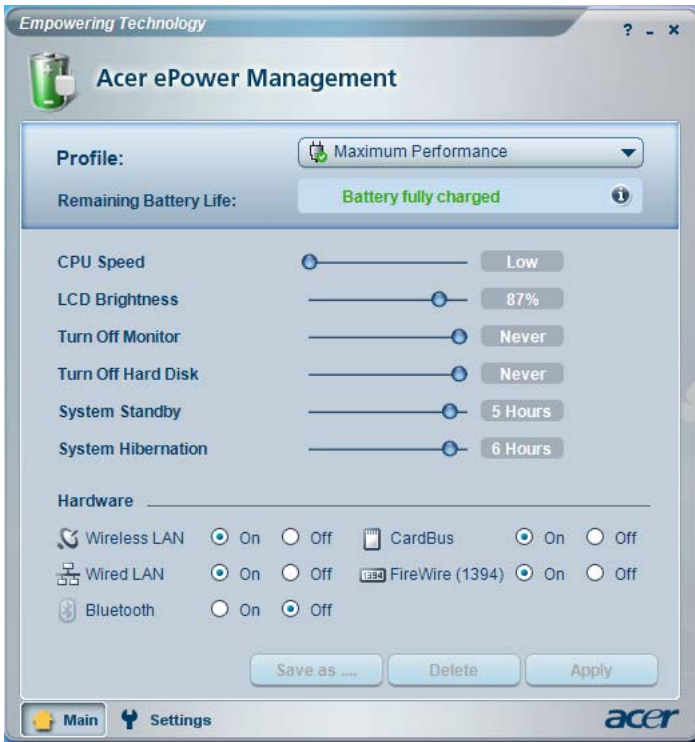 Empowering Technology
? - x
Acer ePower Management
Profile: Maximum Performance
Remaining Battery Life: Battery fully charged
CPU Speed Low
LCD Brightness 87%
Turn Off Monitor Never
Turn Off Hard Disk Never
System Standby 5 Hours
System Hibernation 6 Hours
Hardware
Wireless LAN On Off CardBus On Off
Wired LAN On Off 1394 FireWire (1394) On Off
Bluetooth On Off
Save as .... Delete Apply
Main Settings acer